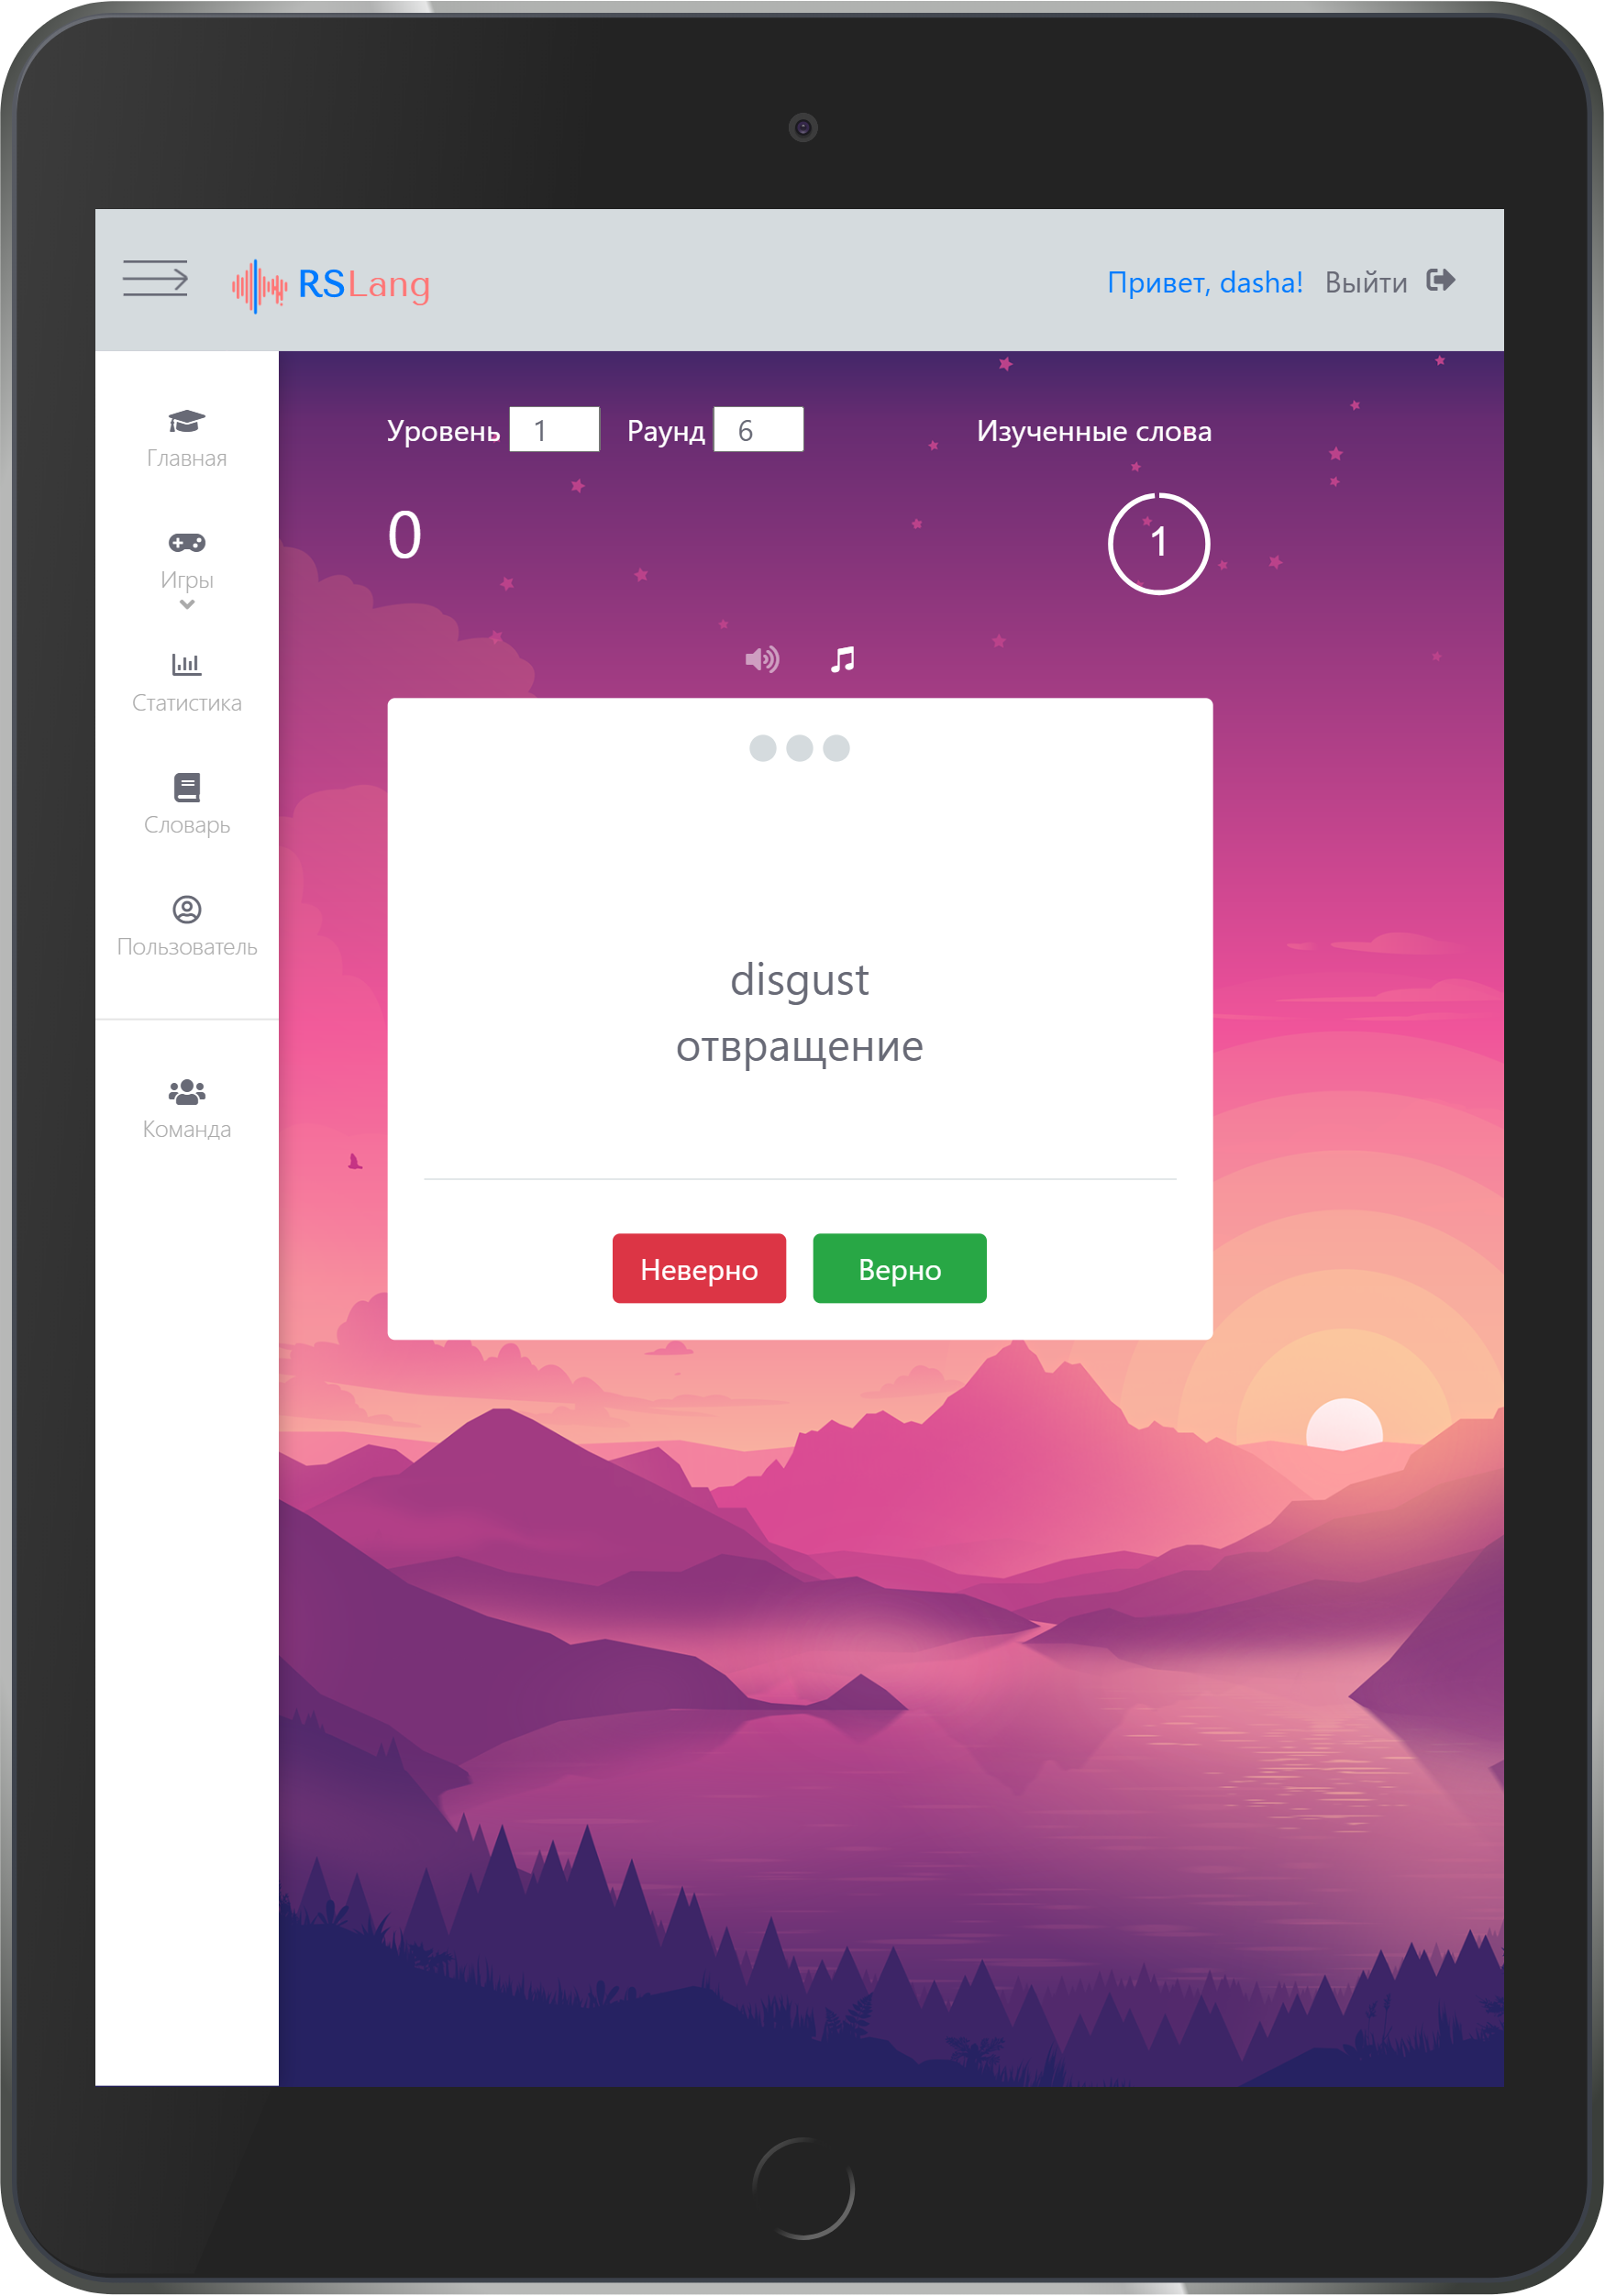 RSLang
Привет, dasha! Выйти
Главная
Игры
Статистика
Словарь
Пользователь
Команда
Уровень 1 Раунд 6 Изученные слова
0 1
disgust
отвращение
Неверно Верно